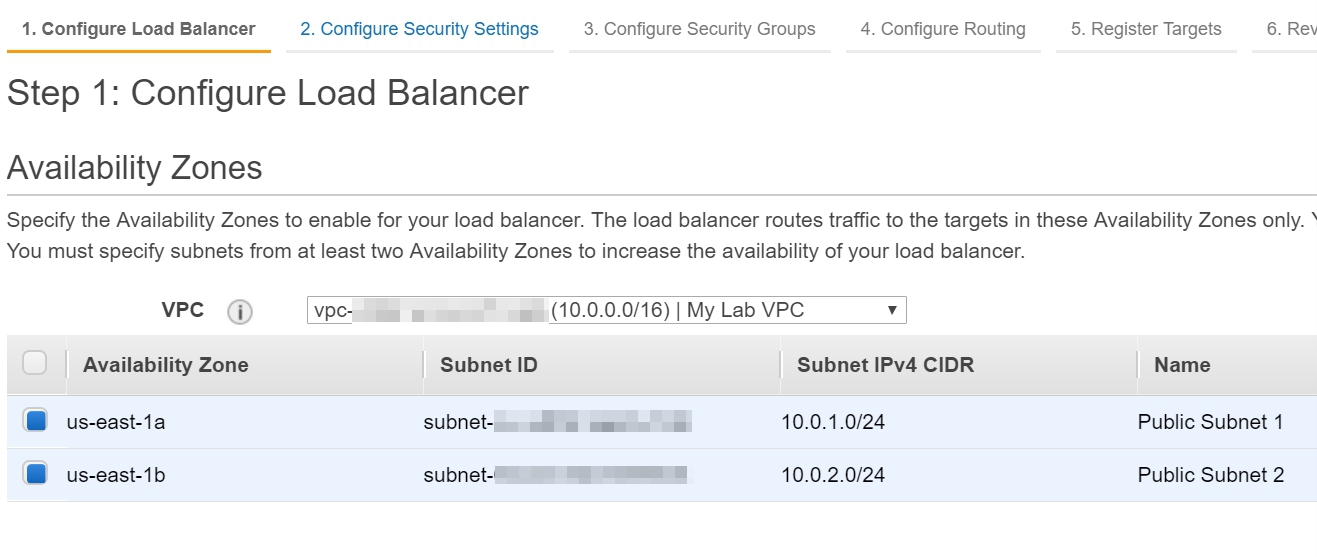 1. Configure Load Balancer 2. Configure Security Settings 3. Configure Security Groups 4. Configure Routing 5. Register Targets 6. Rev
Step 1: Configure Load Balancer
Availability Zones
Specify the Availability Zones to enable for your load balancer. The load balancer routes traffic to the targets in these Availability Zones only.
You must specify subnets from at least two Availability Zones to increase the availability of your load balancer.
VPC i vpc- (10.0.0.0/16) | My Lab VPC
Availability Zone Subnet ID Subnet IPv4 CIDR Name
us-east-1a subnet- 10.0.1.0/24 Public Subnet 1
us-east-1b subnet- 10.0.2.0/24 Public Subnet 2